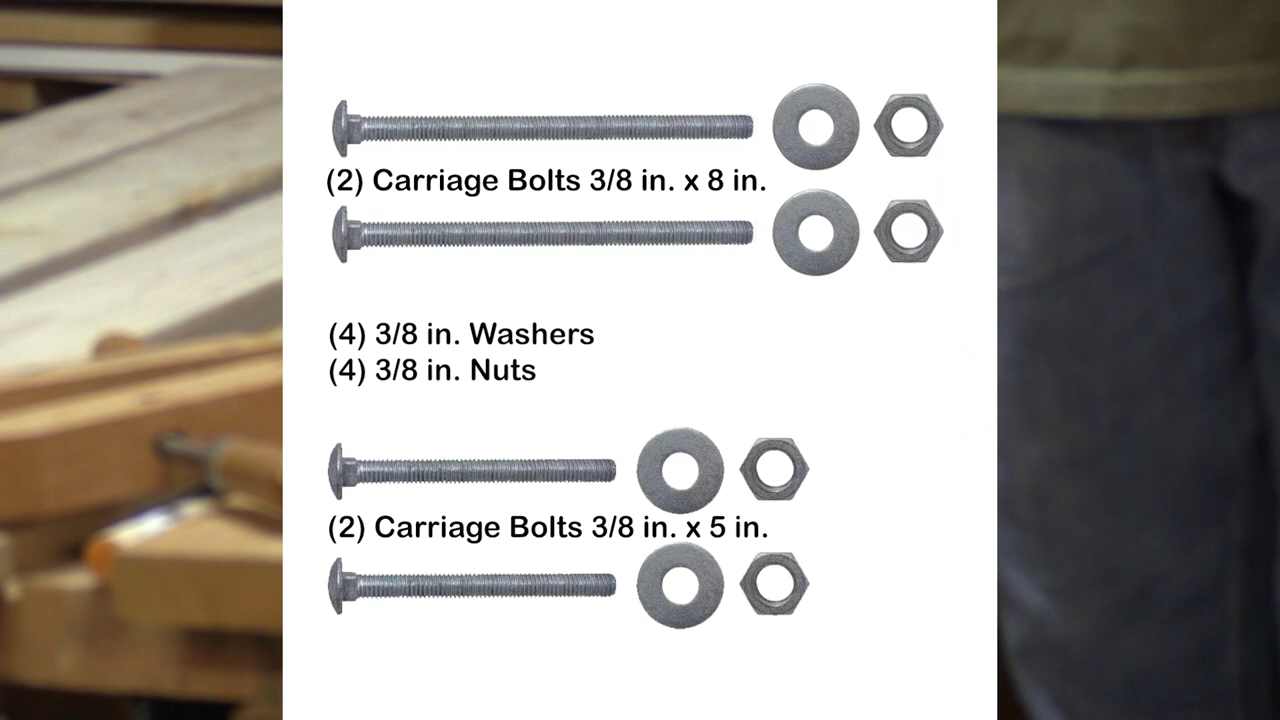 (2) Carriage Bolts 3/8 in. x 8 in.
(4) 3/8 in. Washers
(4) 3/8 in. Nuts
(2) Carriage Bolts 3/8 in. x 5 in.